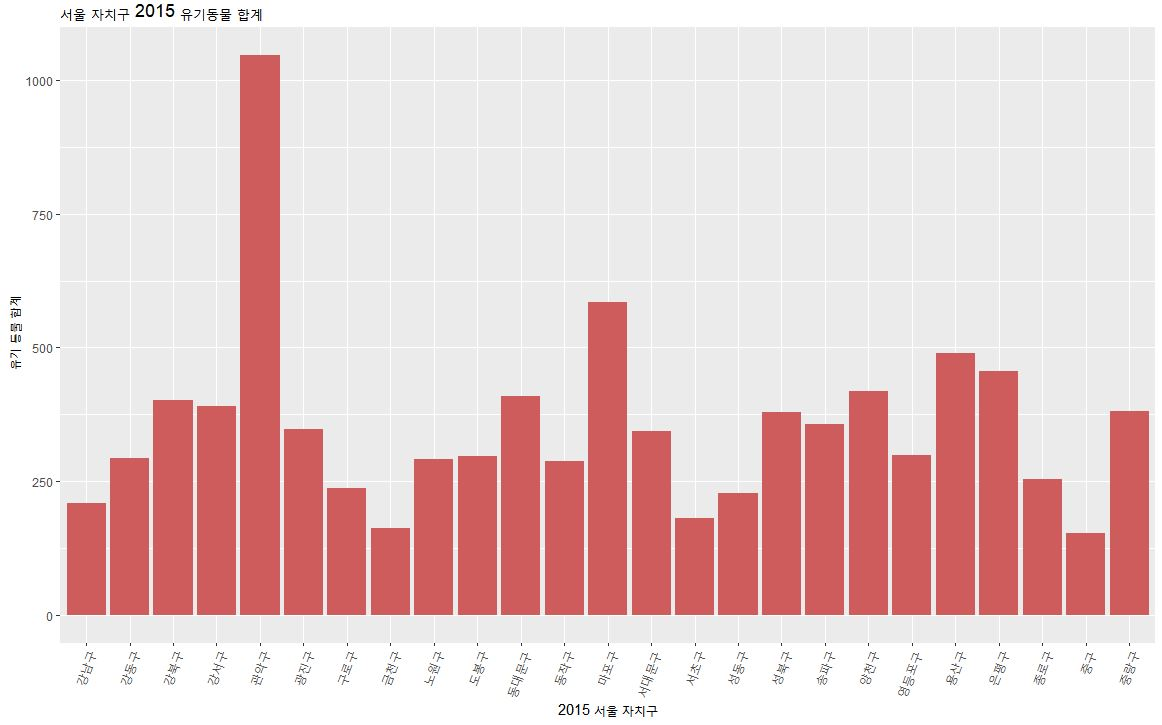 서울 자치구 2015 유기동물 합계
유기 동물 합계
1000
750
500
250
0
강남구
강동구
강북구
강서구
관악구
광진구
구로구
금천구
노원구
도봉구
동대문구
동작구
마포구
서대문구
서초구
성동구
성북구
송파구
양천구
영등포구
용산구
은평구
종로구
중구
중랑구
2015 서울 자치구